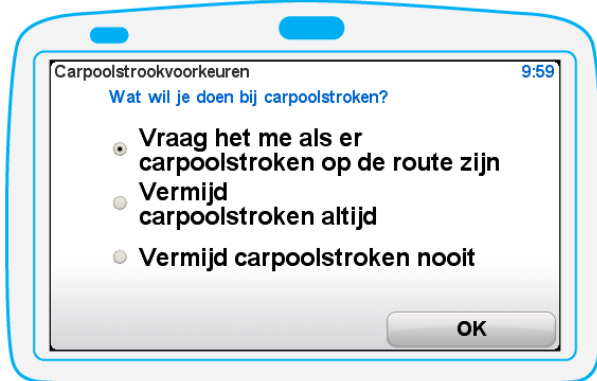 Carpoolstrookvoorkeuren 9:59
Wat wil je doen bij carpoolstroken?
Vraag het me als er
carpoolstroken op de route zijn
Vermijd
carpoolstroken altijd
Vermijd carpoolstroken nooit
OK